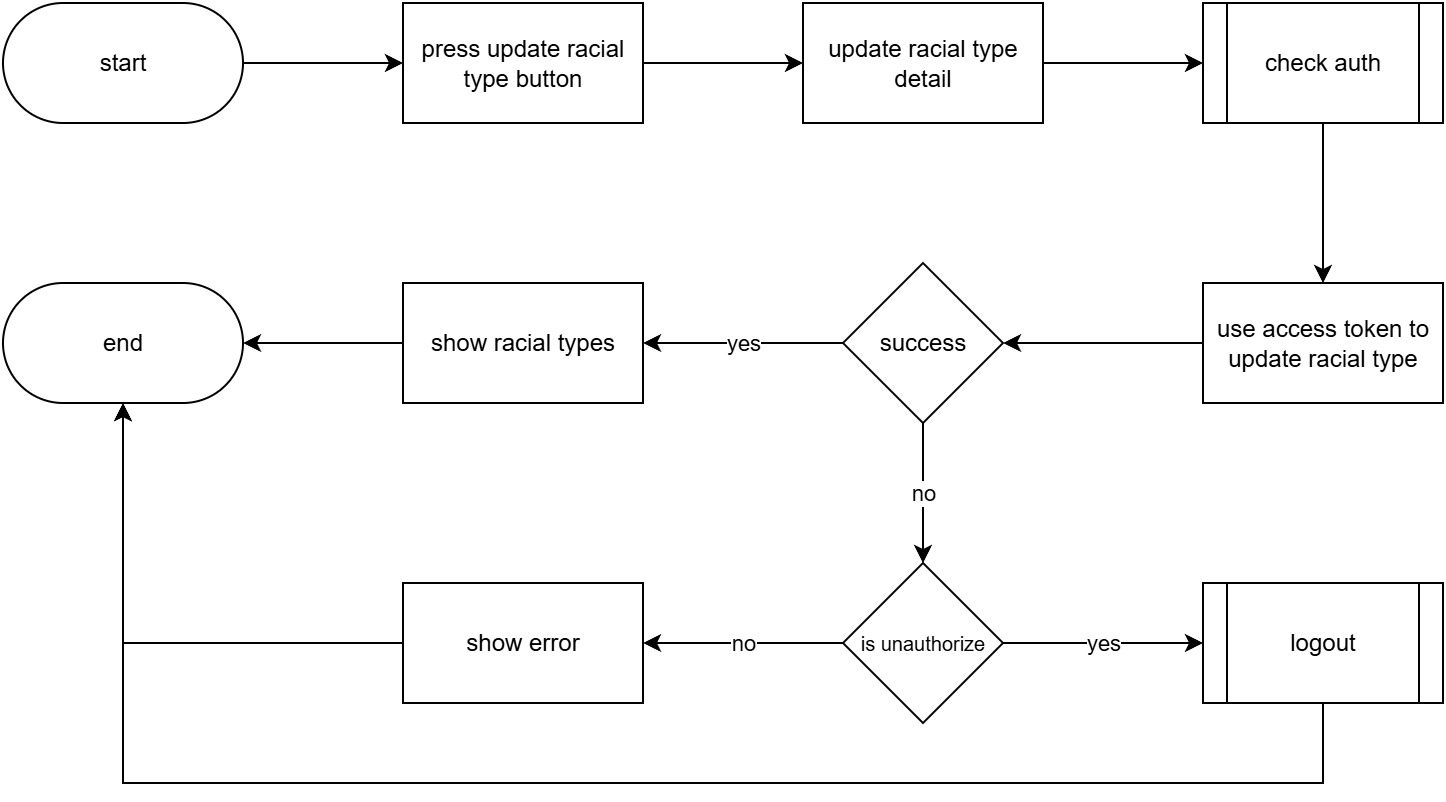 start
press update racial
type button
update racial type
detail
check auth
end
show racial types
yes
success
use access token to
update racial type
no
show error
no
is unauthorize
yes
logout